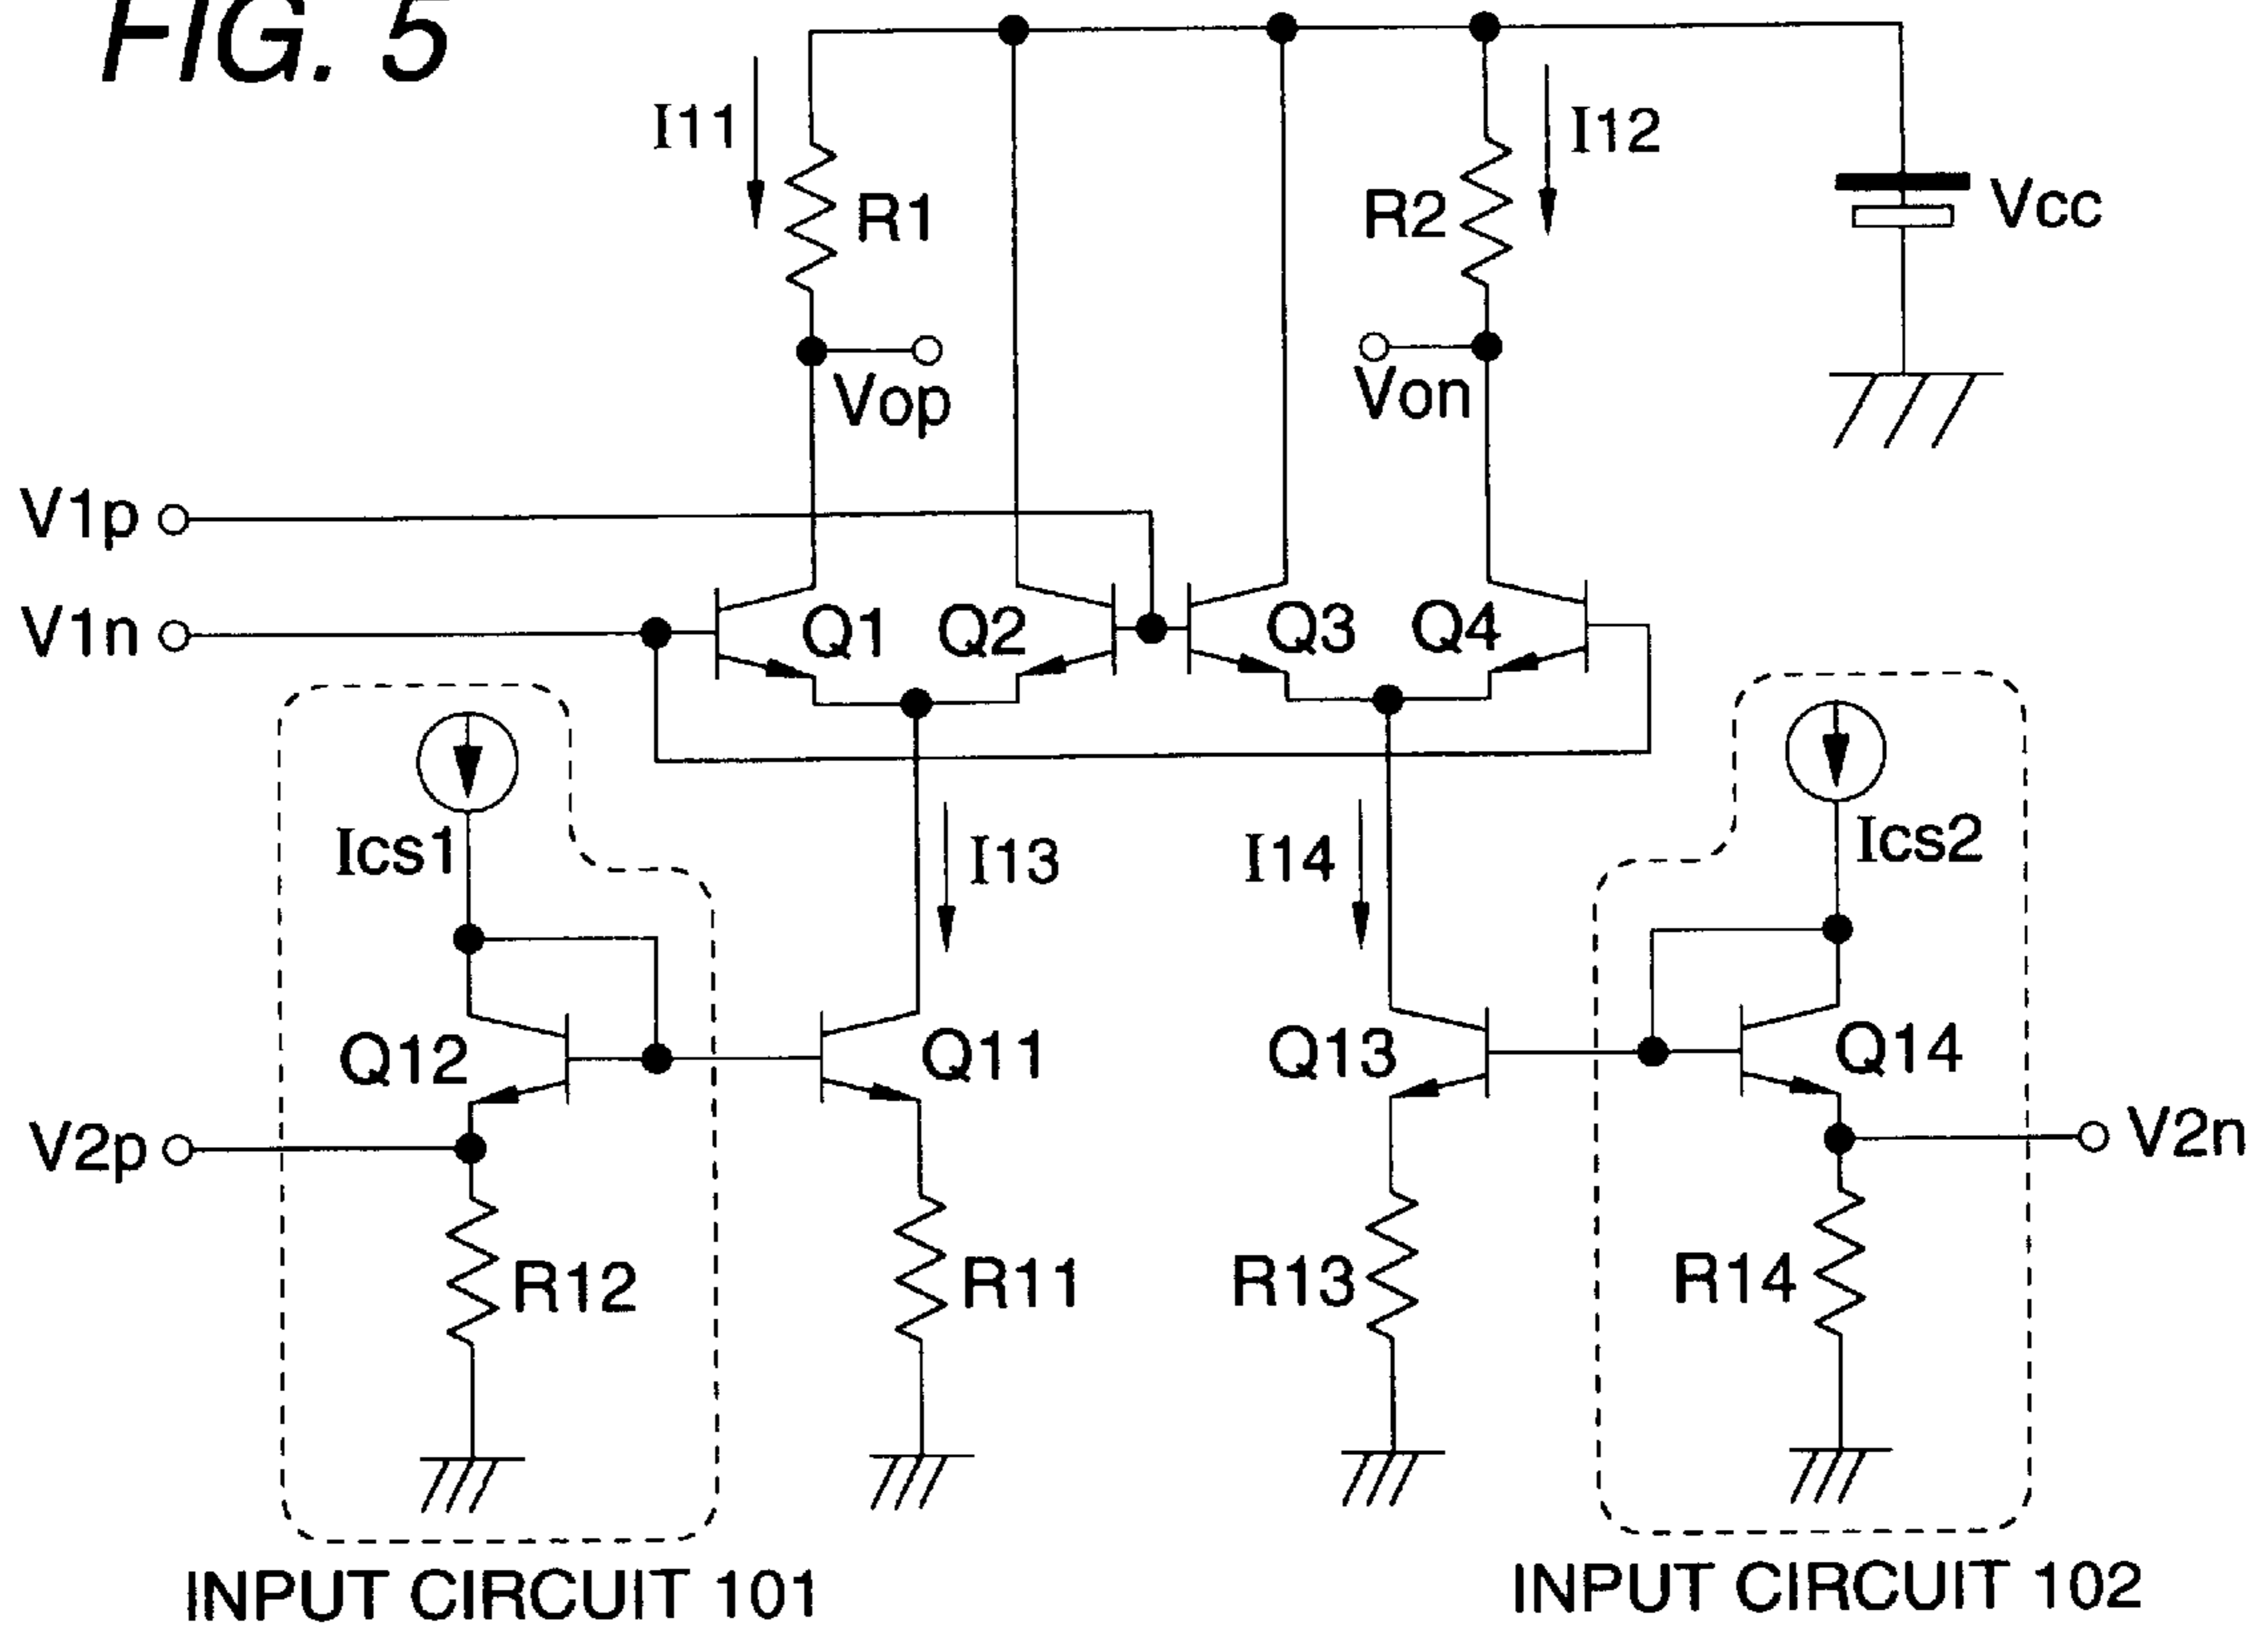 FIG. 5
I11
I12
R1
R2
Vcc
Vop
Von
V1p
V1n
Q1
Q2
Q3
Q4
Ics1
I13
I14
Ics2
Q12
Q11
Q13
Q14
V2p
V2n
R12
R11
R13
R14
INPUT CIRCUIT 101
INPUT CIRCUIT 102